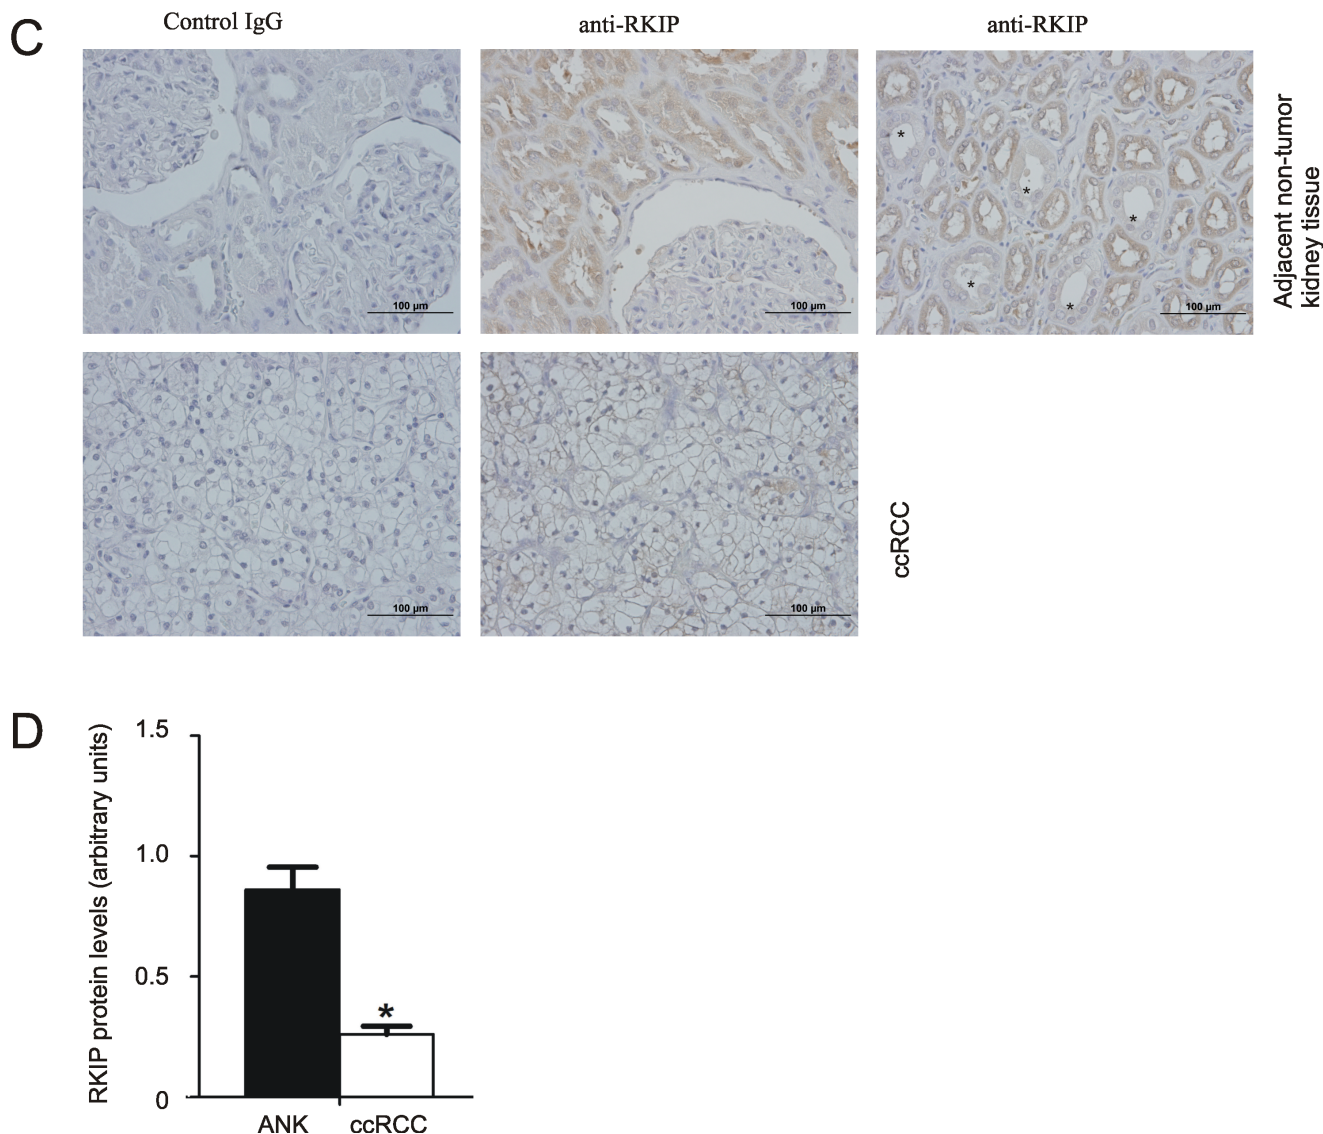 C
Control IgG
anti-RKIP
anti-RKIP
*
*
*
*
*
100 µm
100 µm
100 µm
Adjacent non-tumor
kidney tissue
100 µm
100 µm
ccRCC
D
RKIP protein levels (arbitrary units)
1.5
1.0
0.5
0
*
ANK
ccRCC